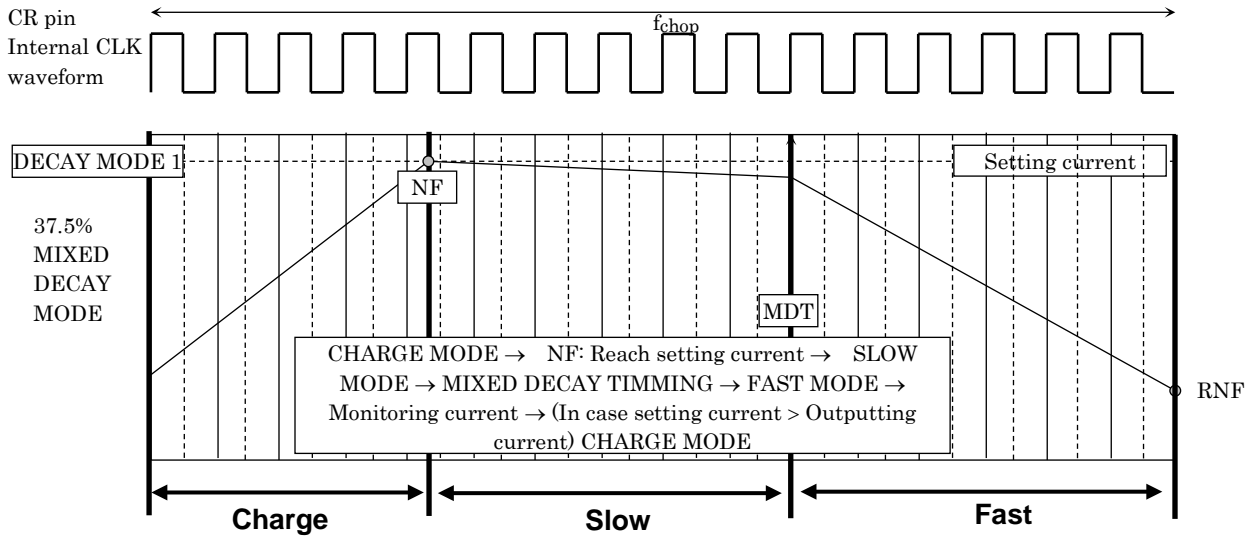 CR pin
Internal CLK
waveform
fchop
DECAY MODE 1
Setting current
NF
37.5%
MIXED
DECAY
MODE
MDT
CHARGE MODE → NF: Reach setting current → SLOW
MODE → MIXED DECAY TIMMING → FAST MODE →
Monitoring current → (In case setting current > Outputting
current) CHARGE MODE
RNF
Charge
Slow
Fast